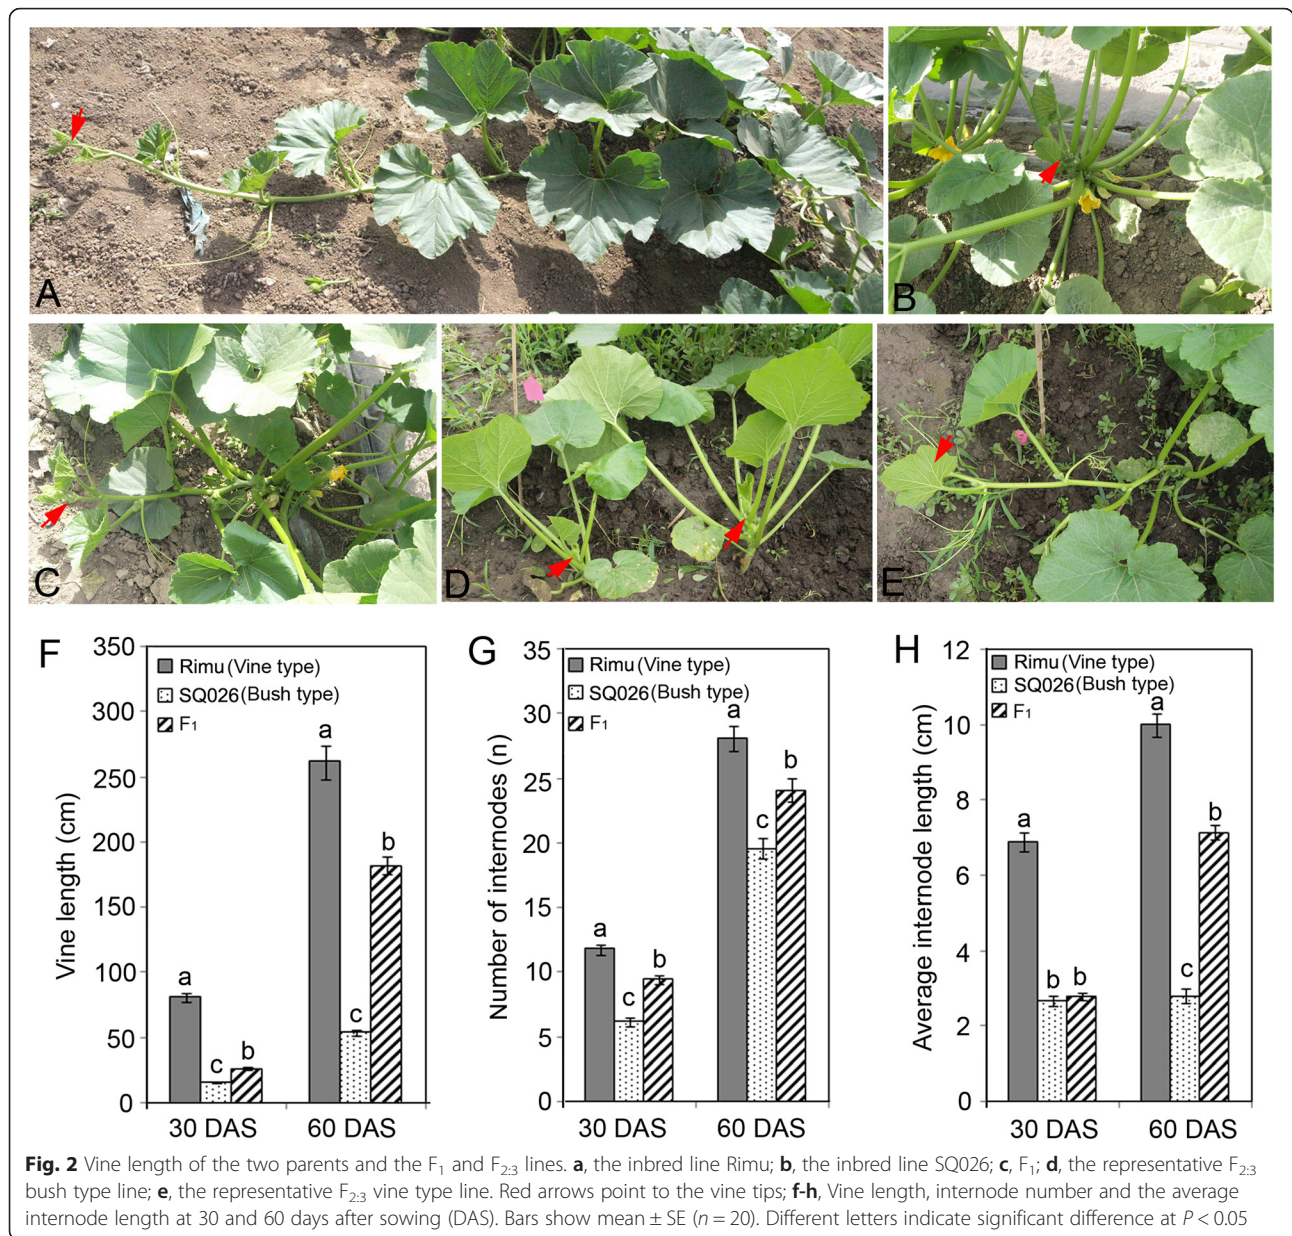 A
B
C
D
E
F
350
300
250
200
150
100
50
0
Vine length (cm)
Rimu (Vine type)
SQ026 (Bush type)
F1
a
c
b
a
c
b
30 DAS
60 DAS
G
35
30
25
20
15
10
5
0
Number of internodes (n)
Rimu (Vine type)
SQ026 (Bush type)
F1
a
c
b
a
c
b
30 DAS
60 DAS
H
12
10
8
6
4
2
0
Average internode length (cm)
Rimu (Vine type)
SQ026 (Bush type)
F1
a
b
b
a
c
b
30 DAS
60 DAS
Fig. 2 Vine length of the two parents and the F1 and F2:3 lines. a, the inbred line Rimu; b, the inbred line SQ026; c, F1; d, the representative F2:3
bush type line; e, the representative F2:3 vine type line. Red arrows point to the vine tips; f-h, Vine length, internode number and the average
internode length at 30 and 60 days after sowing (DAS). Bars show mean ± SE (n = 20). Different letters indicate significant difference at P < 0.05